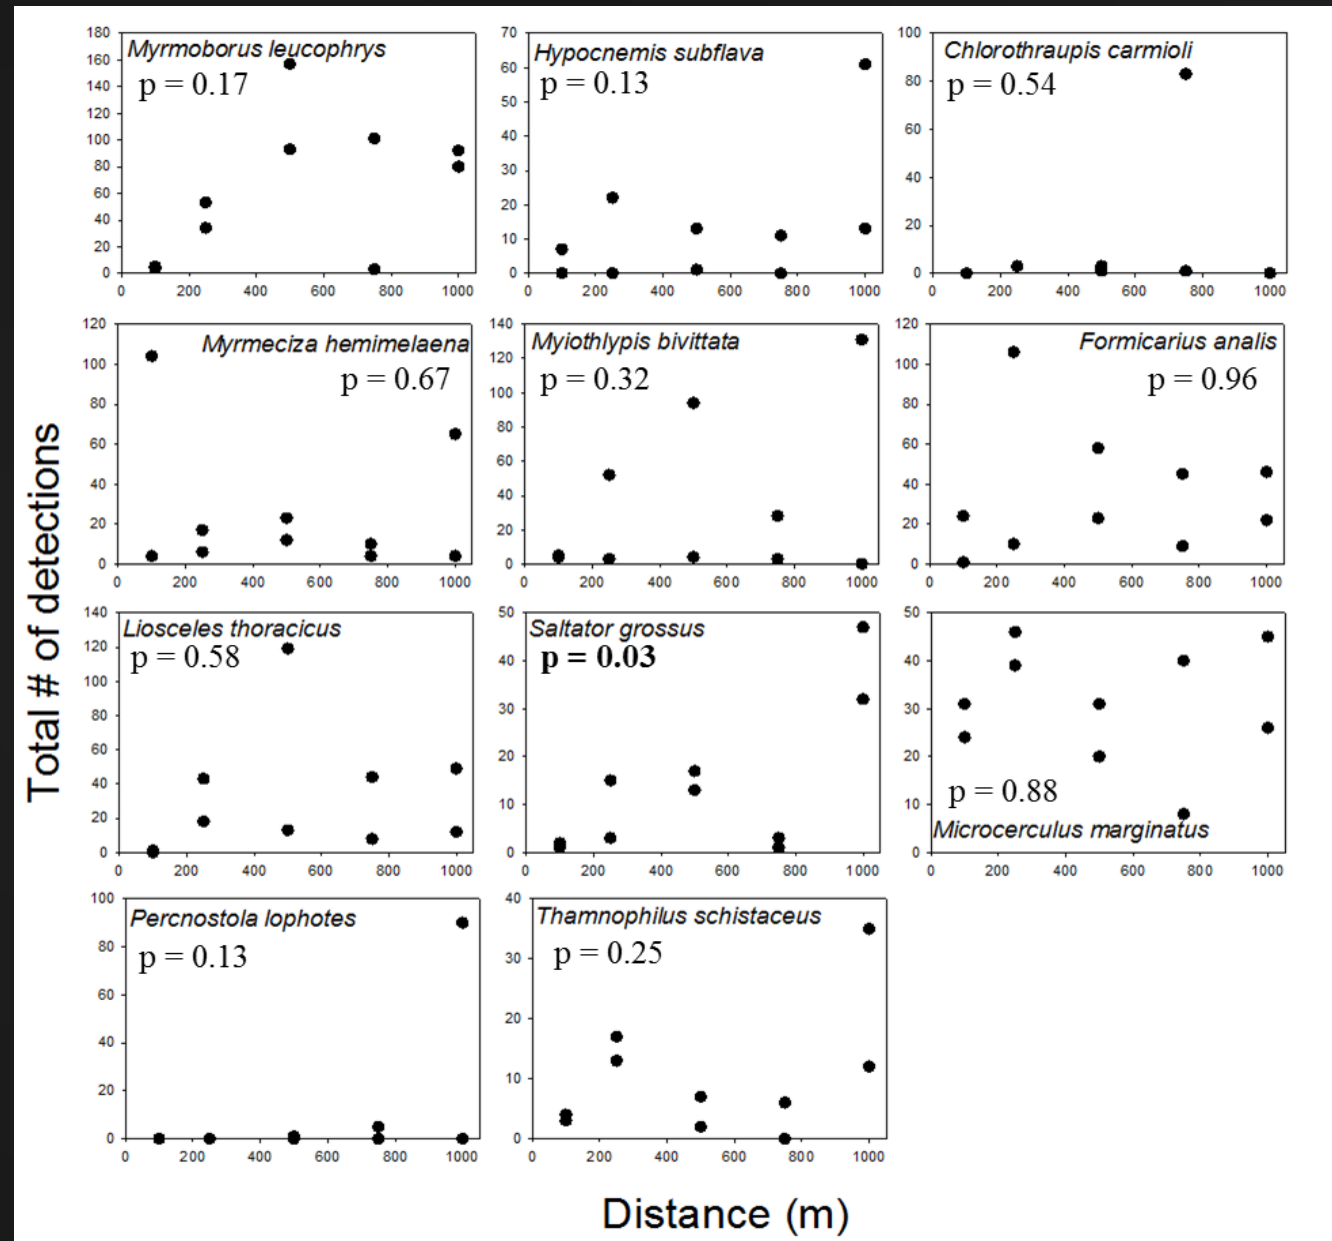 Total # of detections
Myrmoborus leucophrys
p = 0.17
180
160
140
120
100
80
60
40
20
0
0 200 400 600 800 1000
Hypocnemis subflava
p = 0.13
70
60
50
40
30
20
10
0
0 200 400 600 800 1000
Chlorothraupis carmioli
p = 0.54
100
80
60
40
20
0
0 200 400 600 800 1000
Myrmeciza hemimelaena
p = 0.67
120
100
80
60
40
20
0
0 200 400 600 800 1000
Myiothlypis bivittata
p = 0.32
140
120
100
80
60
40
20
0
0 200 400 600 800 1000
Formicarius analis
p = 0.96
120
100
80
60
40
20
0
0 200 400 600 800 1000
Liosceles thoracicus
p = 0.58
140
120
100
80
60
40
20
0
0 200 400 600 800 1000
Saltator grossus
p = 0.03
50
40
30
20
10
0
0 200 400 600 800 1000
50
40
30
20
10
0
p = 0.88
Microcerculus marginatus
0 200 400 600 800 1000
Percnostola lophotes
p = 0.13
100
80
60
40
20
0
0 200 400 600 800 1000
Thamnophilus schistaceus
p = 0.25
40
30
20
10
0
0 200 400 600 800 1000
Distance (m)